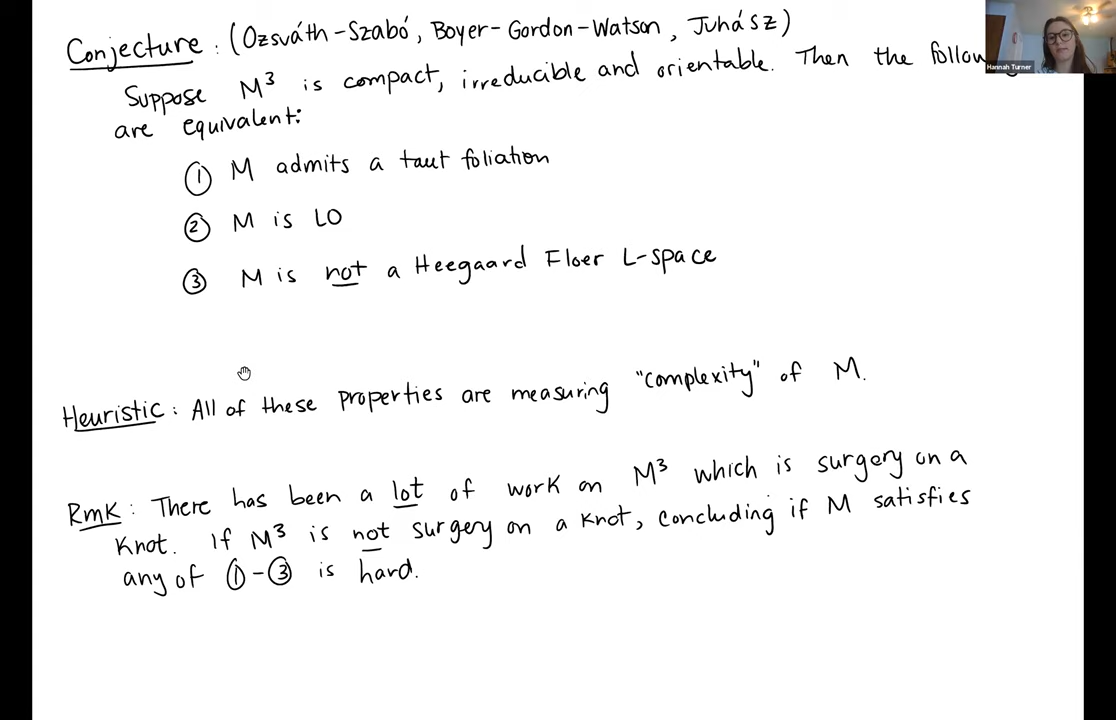 Conjecture: (Ozsváth-Szabó, Boyer-Gordon-Watson, Juhász)
Suppose M³ is compact, irreducible and orientable. Then the follow
are equivalent:
① M admits a taut foliation
② M is LO
③ M is not a Heegaard Floer L-space
Heuristic: All of these properties are measuring "complexity" of M.
Rmk: There has been a lot of work on M³ which is surgery on a
knot. If M³ is not surgery on a knot, concluding if M satisfies
any of ①-③ is hard.
Hannah Turner